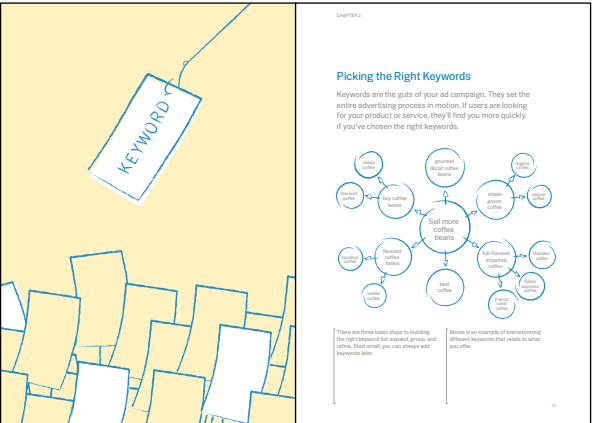 KEYWORD
CHAPTER 2
Picking the Right Keywords
Keywords are the guts of your ad campaign. They set the
entire advertising process in motion. If users are looking
for your product or service, they'll find you more quickly
if you've chosen the right keywords.
cheap
coffee
gourmet
decaf coffee
beans
organic
coffee
discount
coffee
buy coffee
beans
shade-
grown
coffee
natural
coffee
Sell more
coffee
beans
hazelnut
coffee
flavored
coffee
beans
full-flavored
imported
coffee
coffee
vanilla
coffee
best
coffee
Italian
espresso
coffee
French
roast
coffee
There are three basic steps to building
the right keyword list: expand, group, and
refine. Start small; you can always add
keywords later.
Above is an example of brainstorming
different keywords that relate to what
you offer.